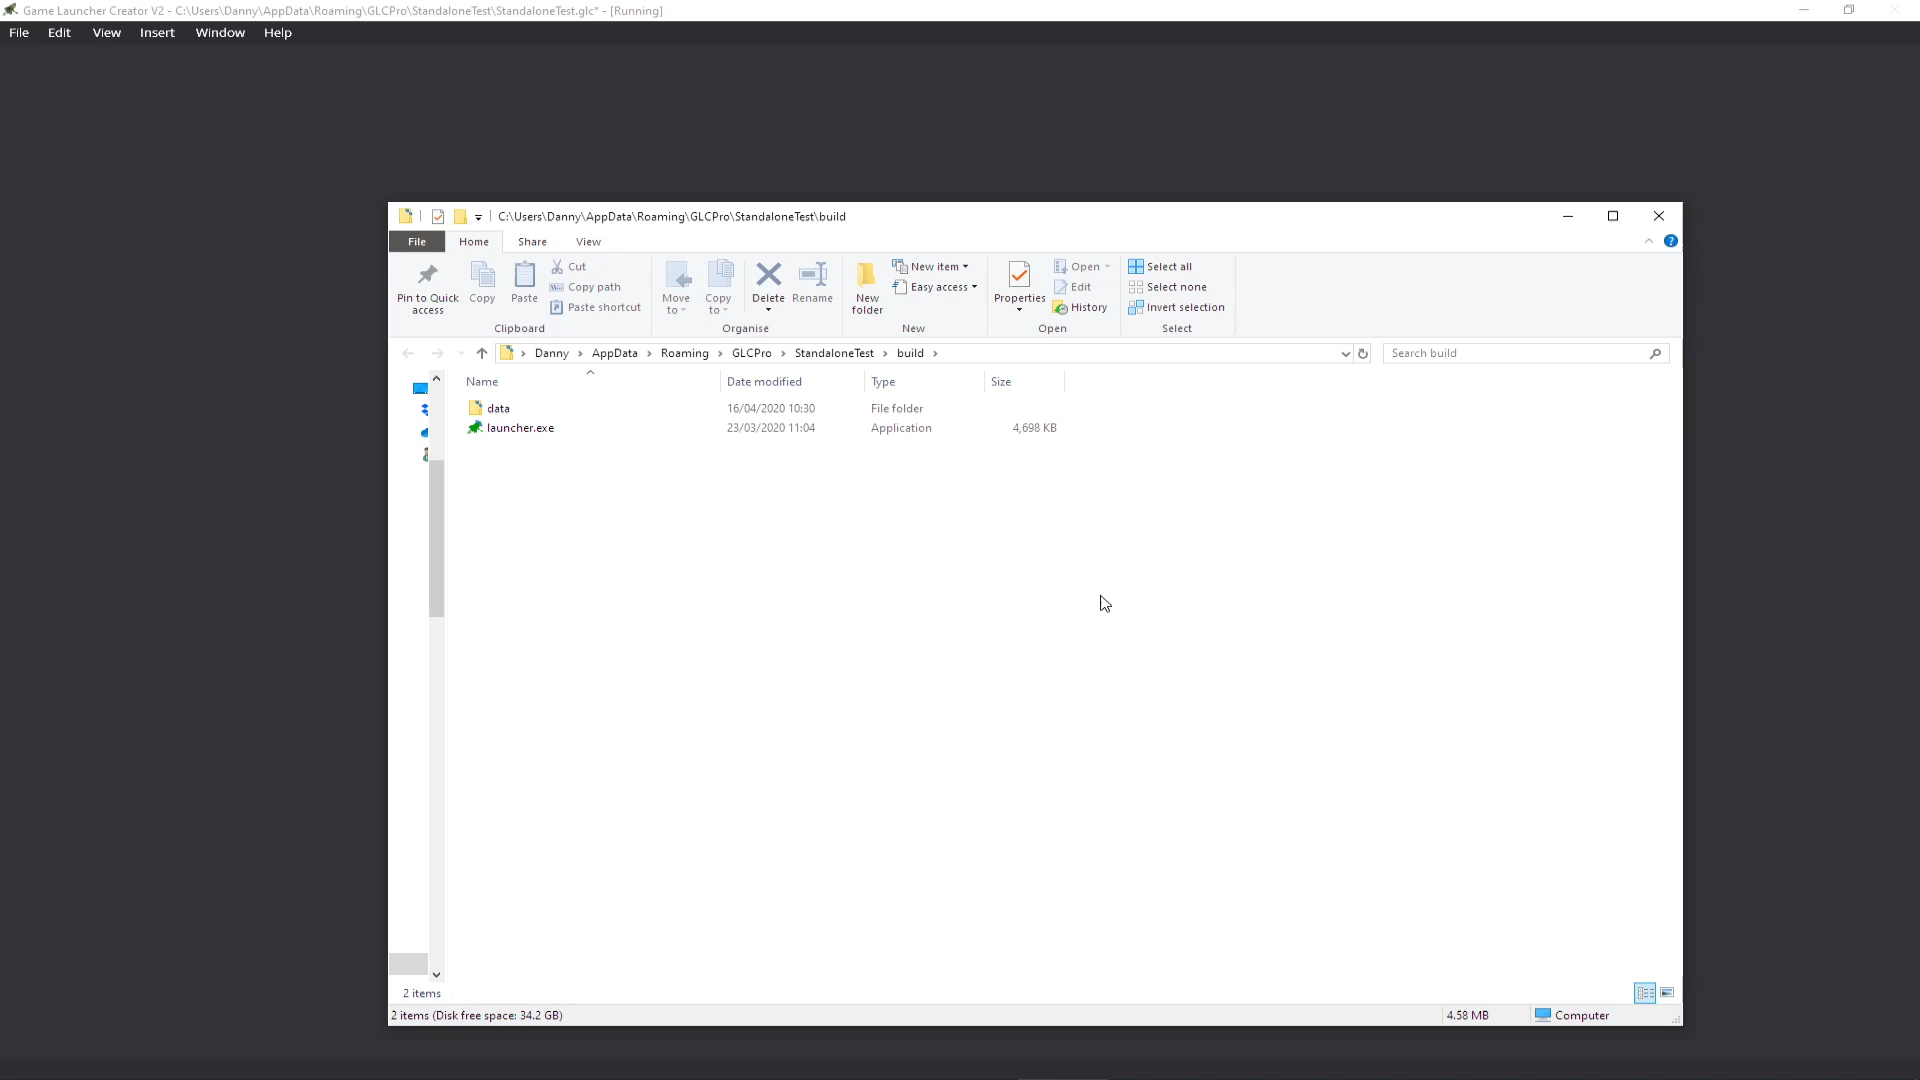 Game Launcher Creator V2 - C:\Users\Danny\AppData\Roaming\GLCPro\StandaloneTest\StandaloneTest.glc* - [Running]
File Edit View Insert Window Help
C:\Users\Danny\AppData\Roaming\GLCPro\StandaloneTest\build
File Home Share View
Pin to Quick access
Copy
Paste
Cut
Copy path
Paste shortcut
Clipboard
Move to
Copy to
Delete
Rename
Organise
New folder
New item
Easy access
New
Properties
Open
Edit
History
Open
Select all
Select none
Invert selection
Select
Danny > AppData > Roaming > GLCPro > StandaloneTest > build >
Search build
Name Date modified Type Size
data 16/04/2020 10:30 File folder
launcher.exe 23/03/2020 11:04 Application 4,698 KB
2 items
2 items (Disk free space: 34.2 GB) 4.58 MB Computer